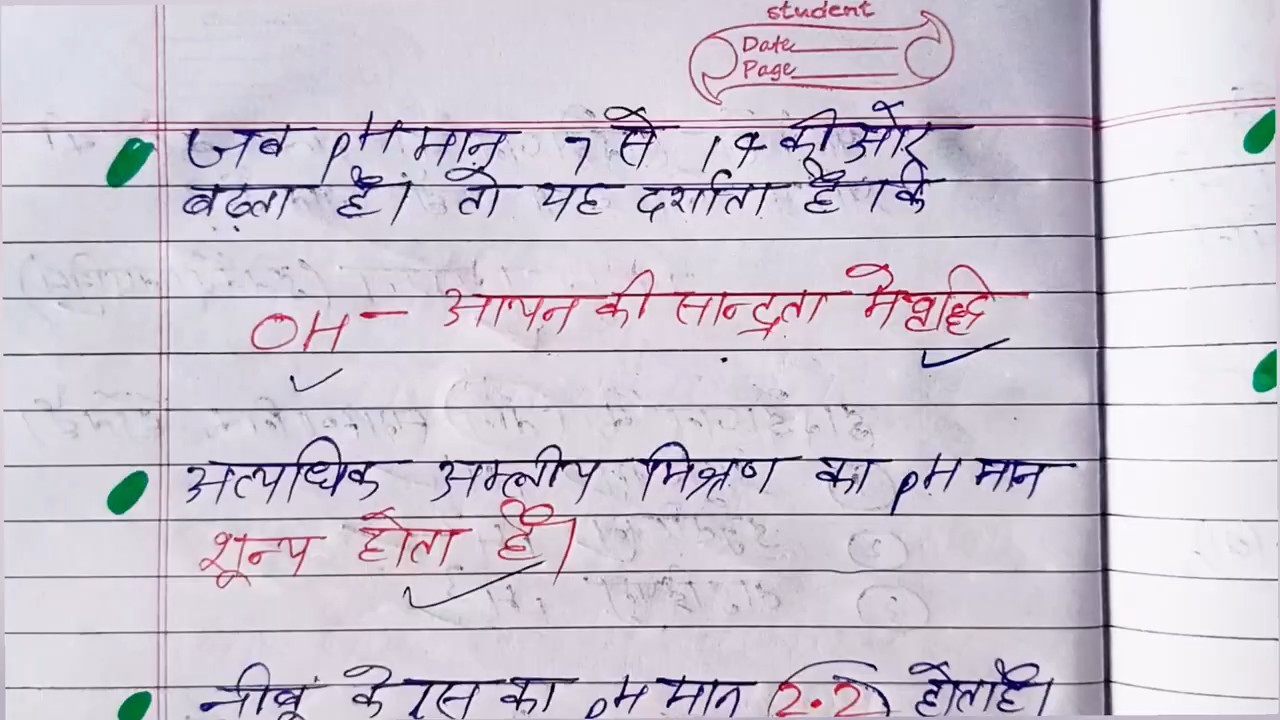 student
Date
Page
जब pH मान 7 से 14 की ओर
बढ़ता है। तो यह दर्शाता है। कि
OH⁻ आयन की सान्द्रता में वृद्धि
अत्यधिक अम्लीय मिश्रण का pH मान
शून्य होता है।
नीबूं के रस का pH मान 2.2 होता है।